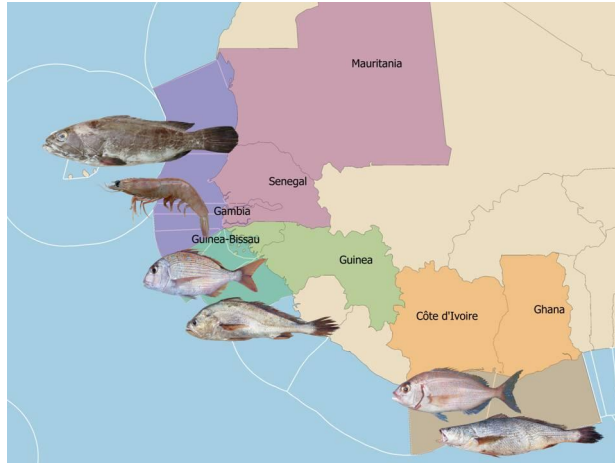 Mauritania
Senegal
Gambia
Guinea-Bissau
Guinea
Côte d'Ivoire
Ghana